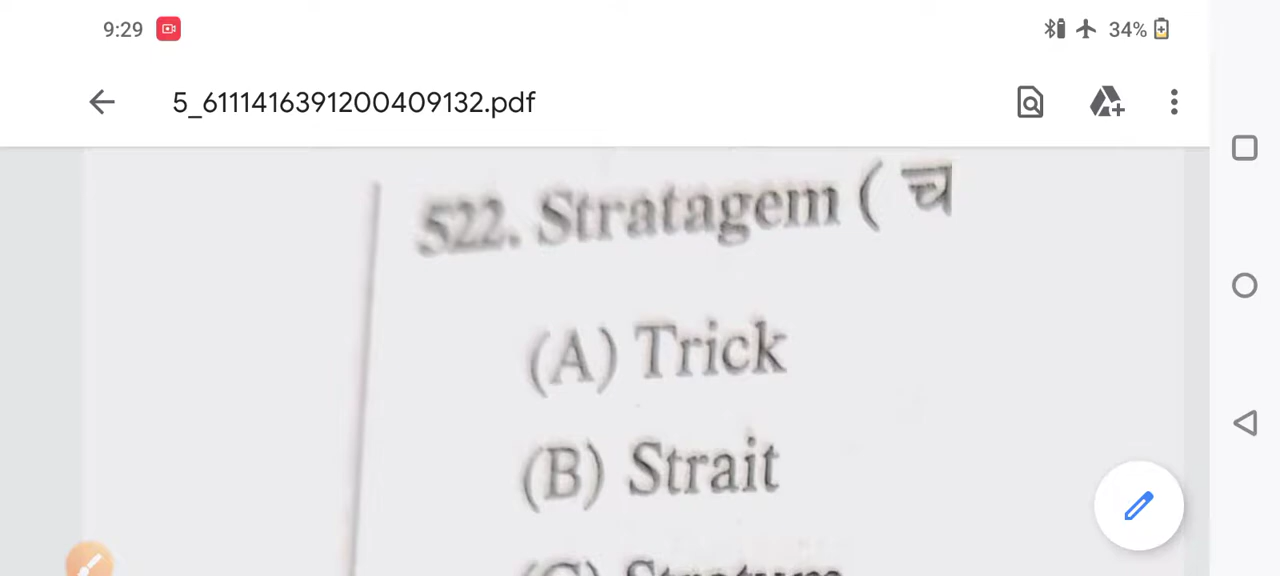 9:29
34%
5_6111416391200409132.pdf
522. Stratagem ( च
(A) Trick
(B) Strait